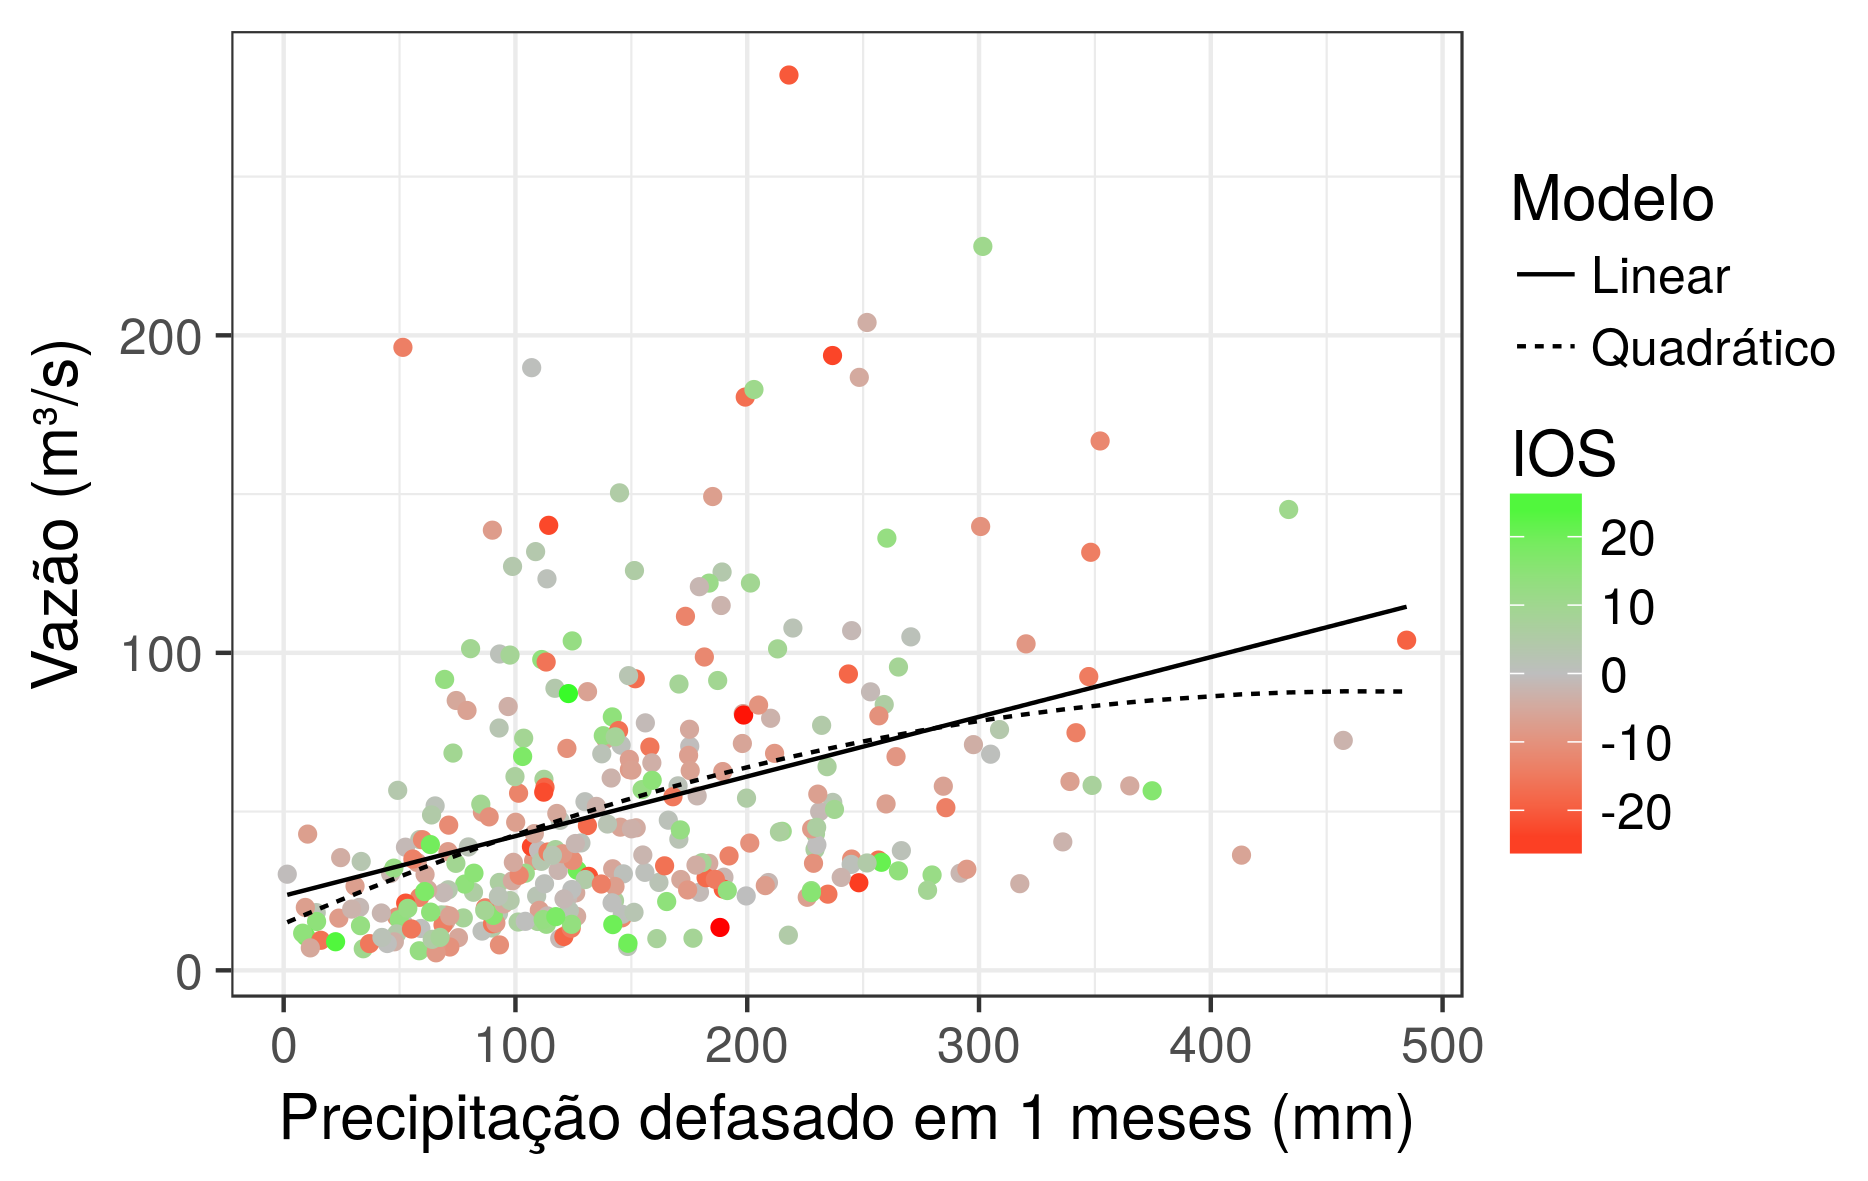 Vazão (m³/s)
200
100
0
0 100 200 300 400 500
Precipitação defasado em 1 meses (mm)
Modelo
Linear
Quadrático
IOS
20
10
0
-10
-20